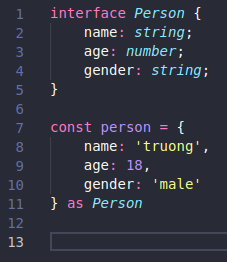 1 interface Person {
2     name: string;
3     age: number;
4     gender: string;
5 }
6
7 const person = {
8     name: 'truong',
9     age: 18,
10     gender: 'male'
11 } as Person
12
13